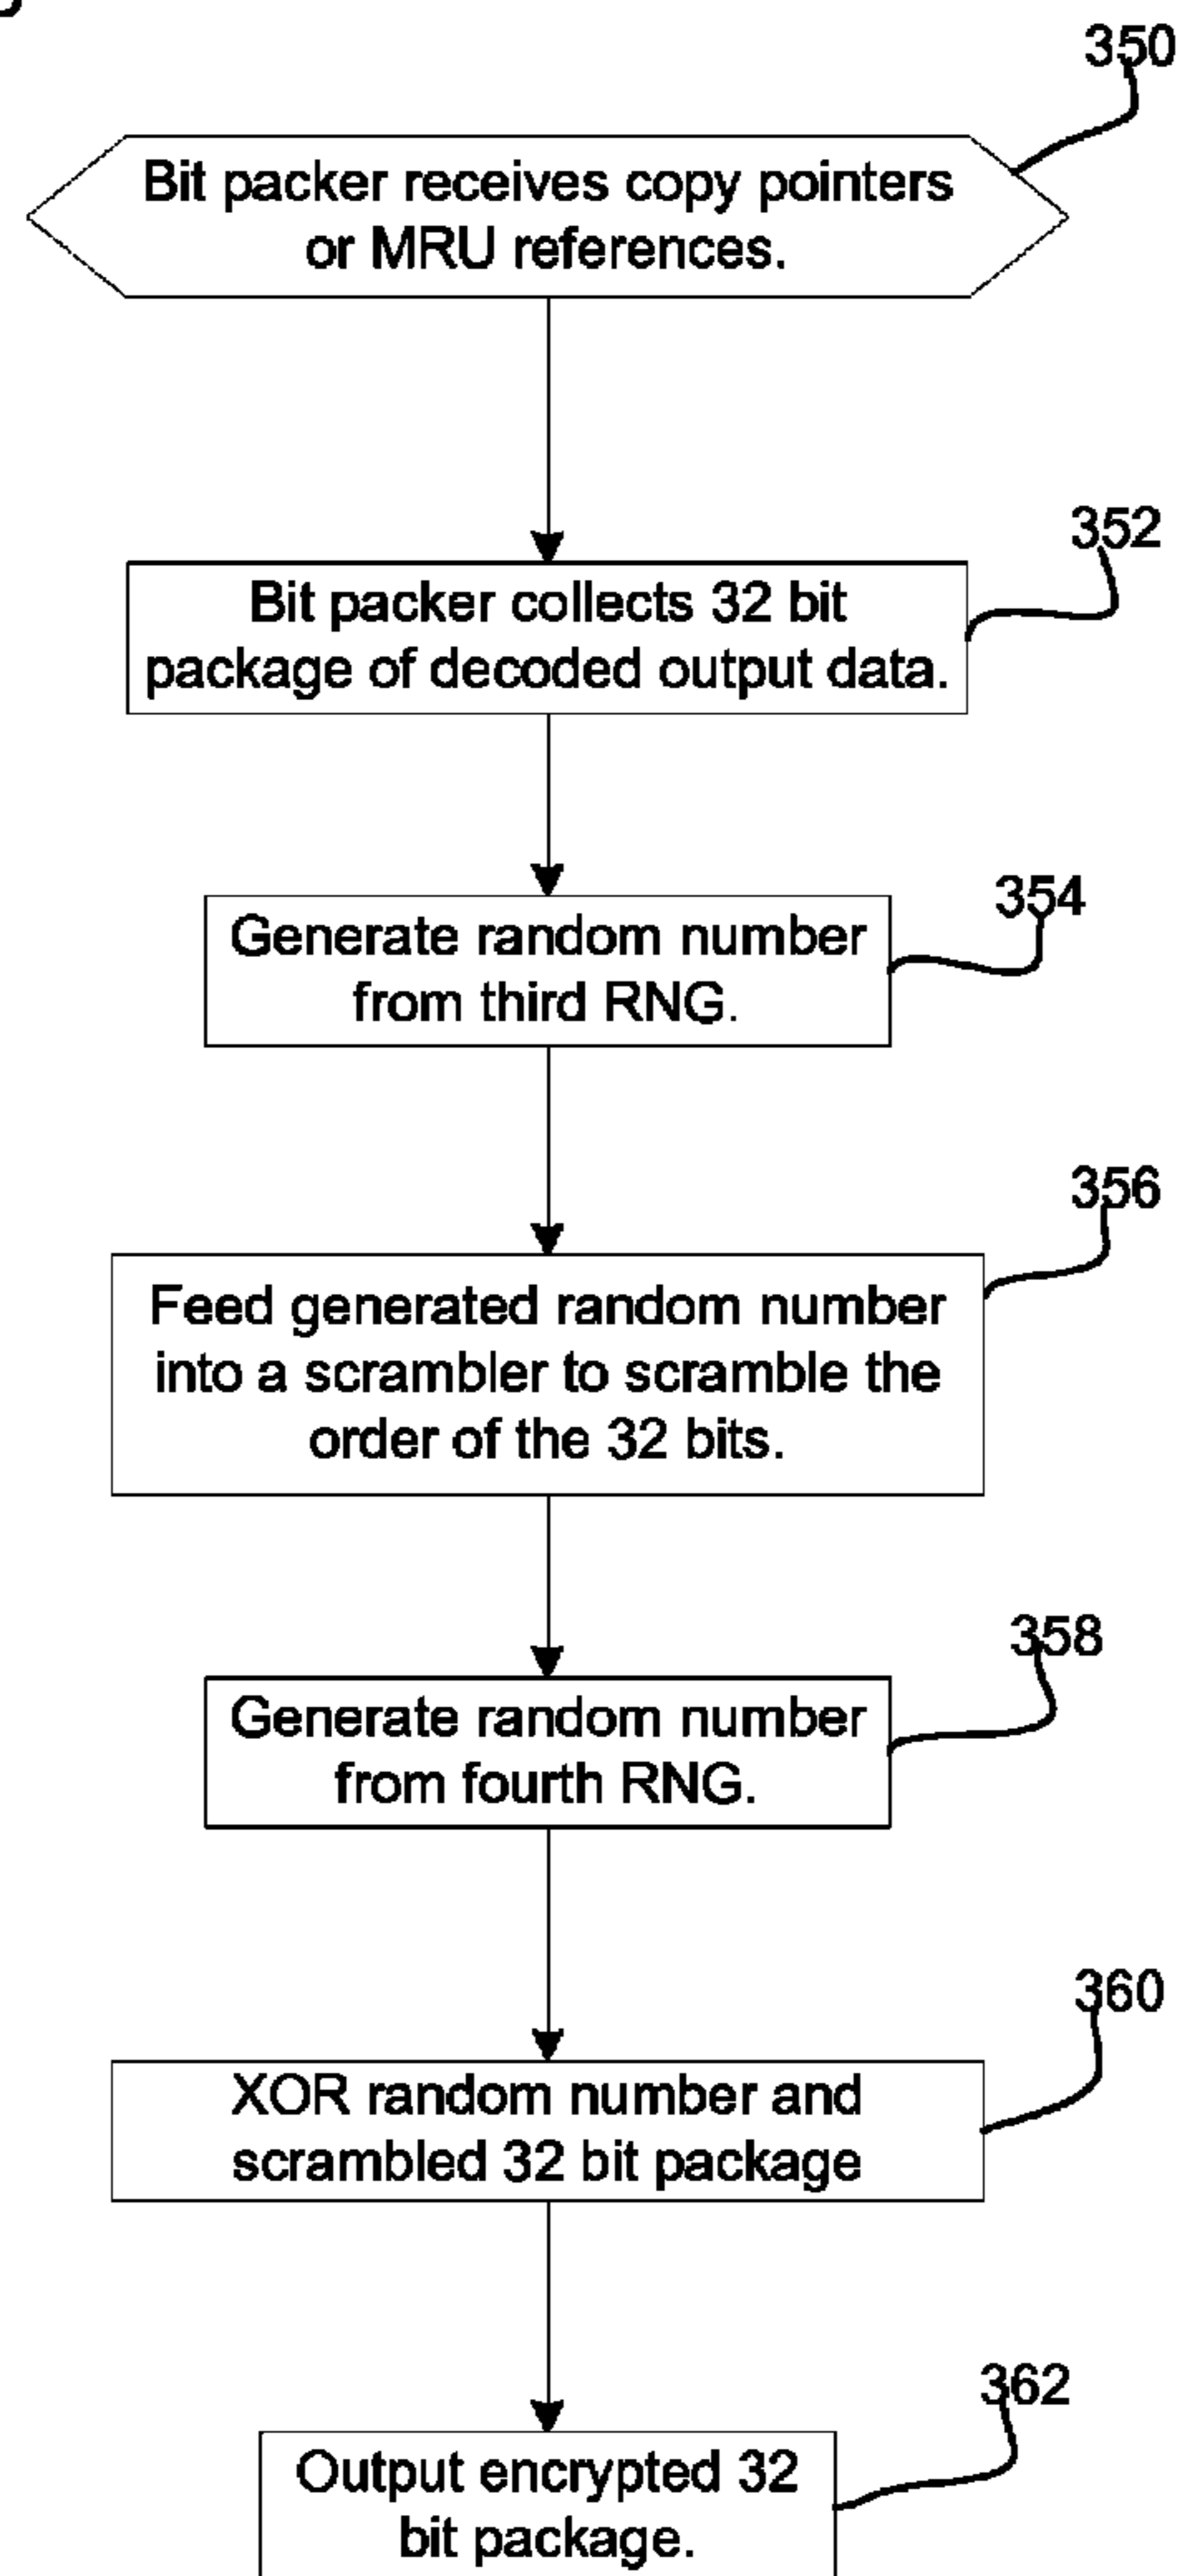 350
Bit packer receives copy pointers
or MRU references.
352
Bit packer collects 32 bit
package of decoded output data.
354
Generate random number
from third RNG.
356
Feed generated random number
into a scrambler to scramble the
order of the 32 bits.
358
Generate random number
from fourth RNG.
360
XOR random number and
scrambled 32 bit package
362
Output encrypted 32
bit package.